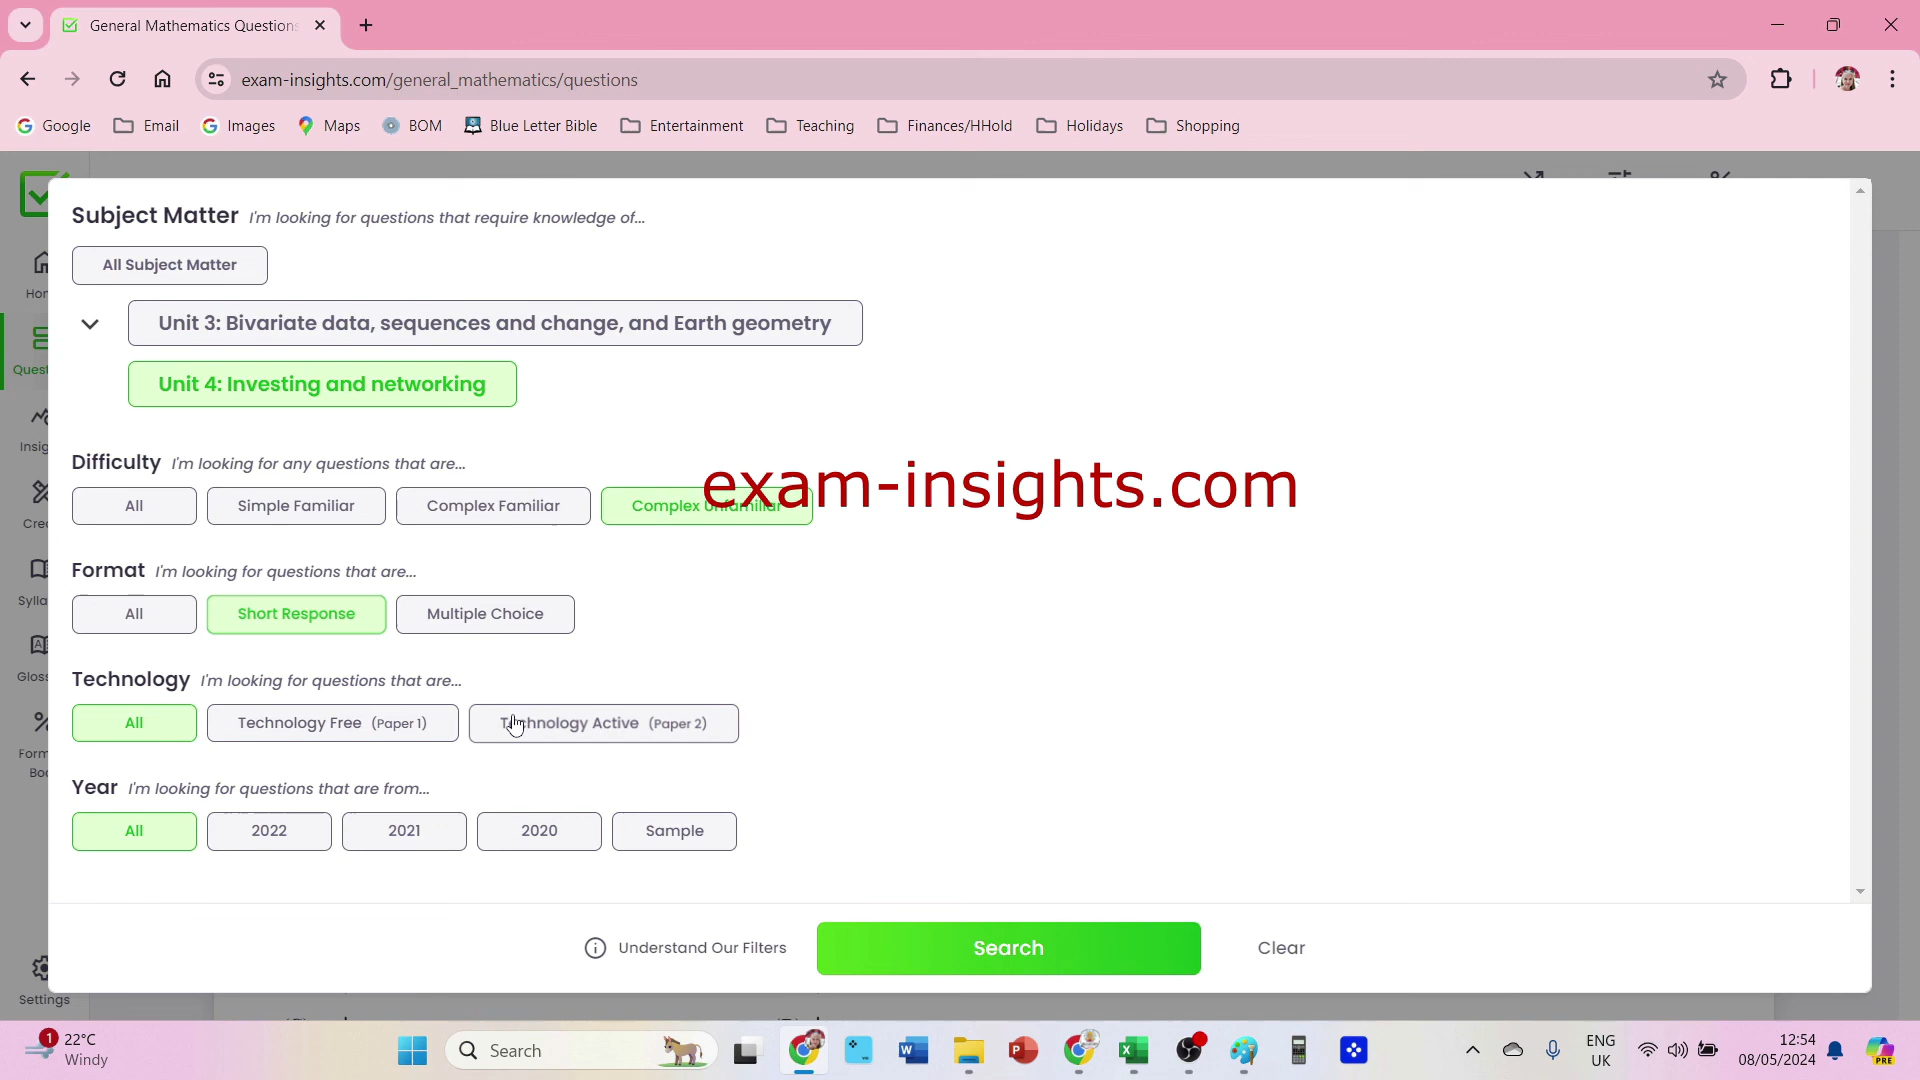 General Mathematics Questions
exam-insights.com/general_mathematics/questions
Google Email Images Maps BOM Blue Letter Bible Entertainment Teaching Finances/HHold Holidays Shopping
Subject Matter I'm looking for questions that require knowledge of...
All Subject Matter
Unit 3: Bivariate data, sequences and change, and Earth geometry
Unit 4: Investing and networking
Difficulty I'm looking for any questions that are...
exam-insights.com
All Simple Familiar Complex Familiar Complex Unfamiliar
Format I'm looking for questions that are...
All Short Response Multiple Choice
Technology I'm looking for questions that are...
All Technology Free (Paper 1) Technology Active (Paper 2)
Year I'm looking for questions that are from...
All 2022 2021 2020 Sample
Understand Our Filters Search Clear
Settings
1 22°C
Windy
Search
ENG
UK
12:54
08/05/2024
PRE